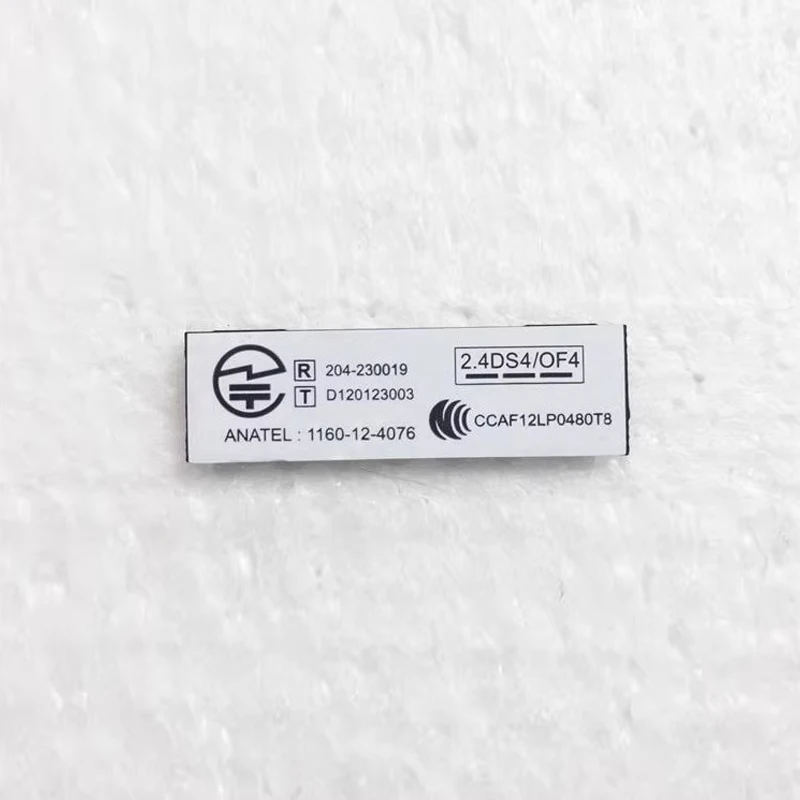 R 204-230019
T D120123003
ANATEL : 1160-12-4076
2.4DS4/OF4
CCAF12LP0480T8